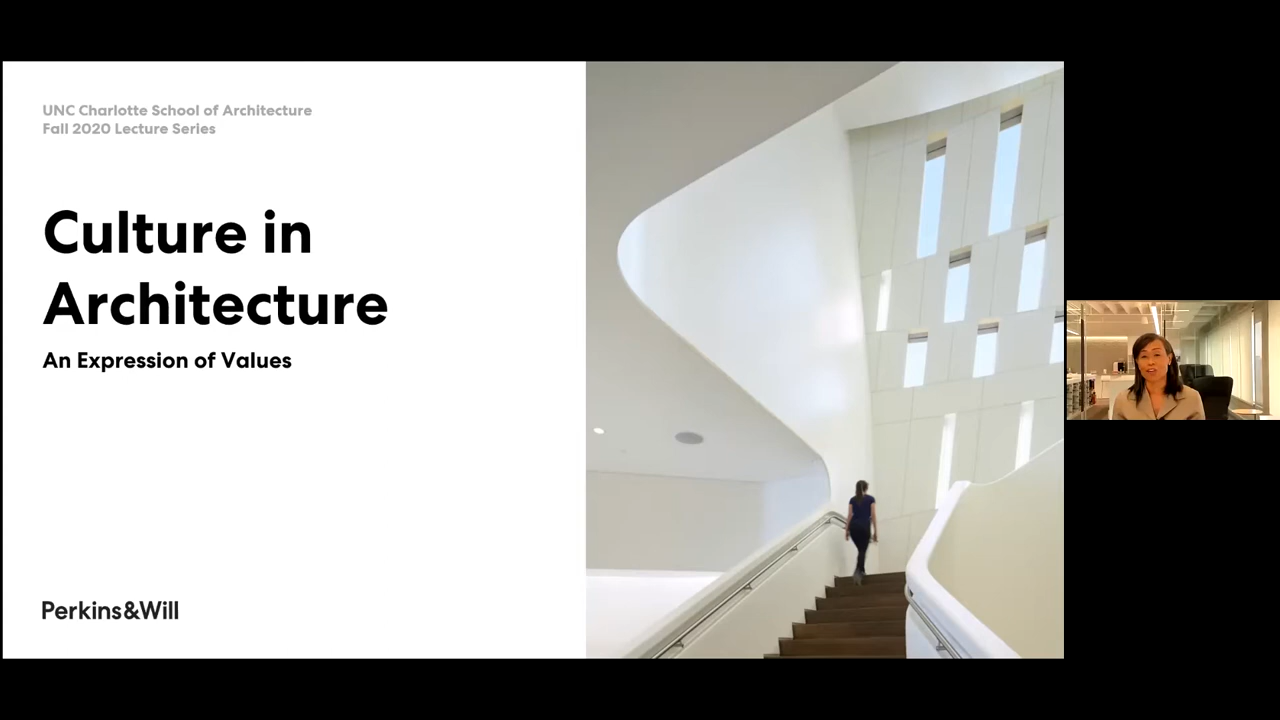 UNC Charlotte School of Architecture
Fall 2020 Lecture Series
Culture in
Architecture
An Expression of Values
Perkins&Will